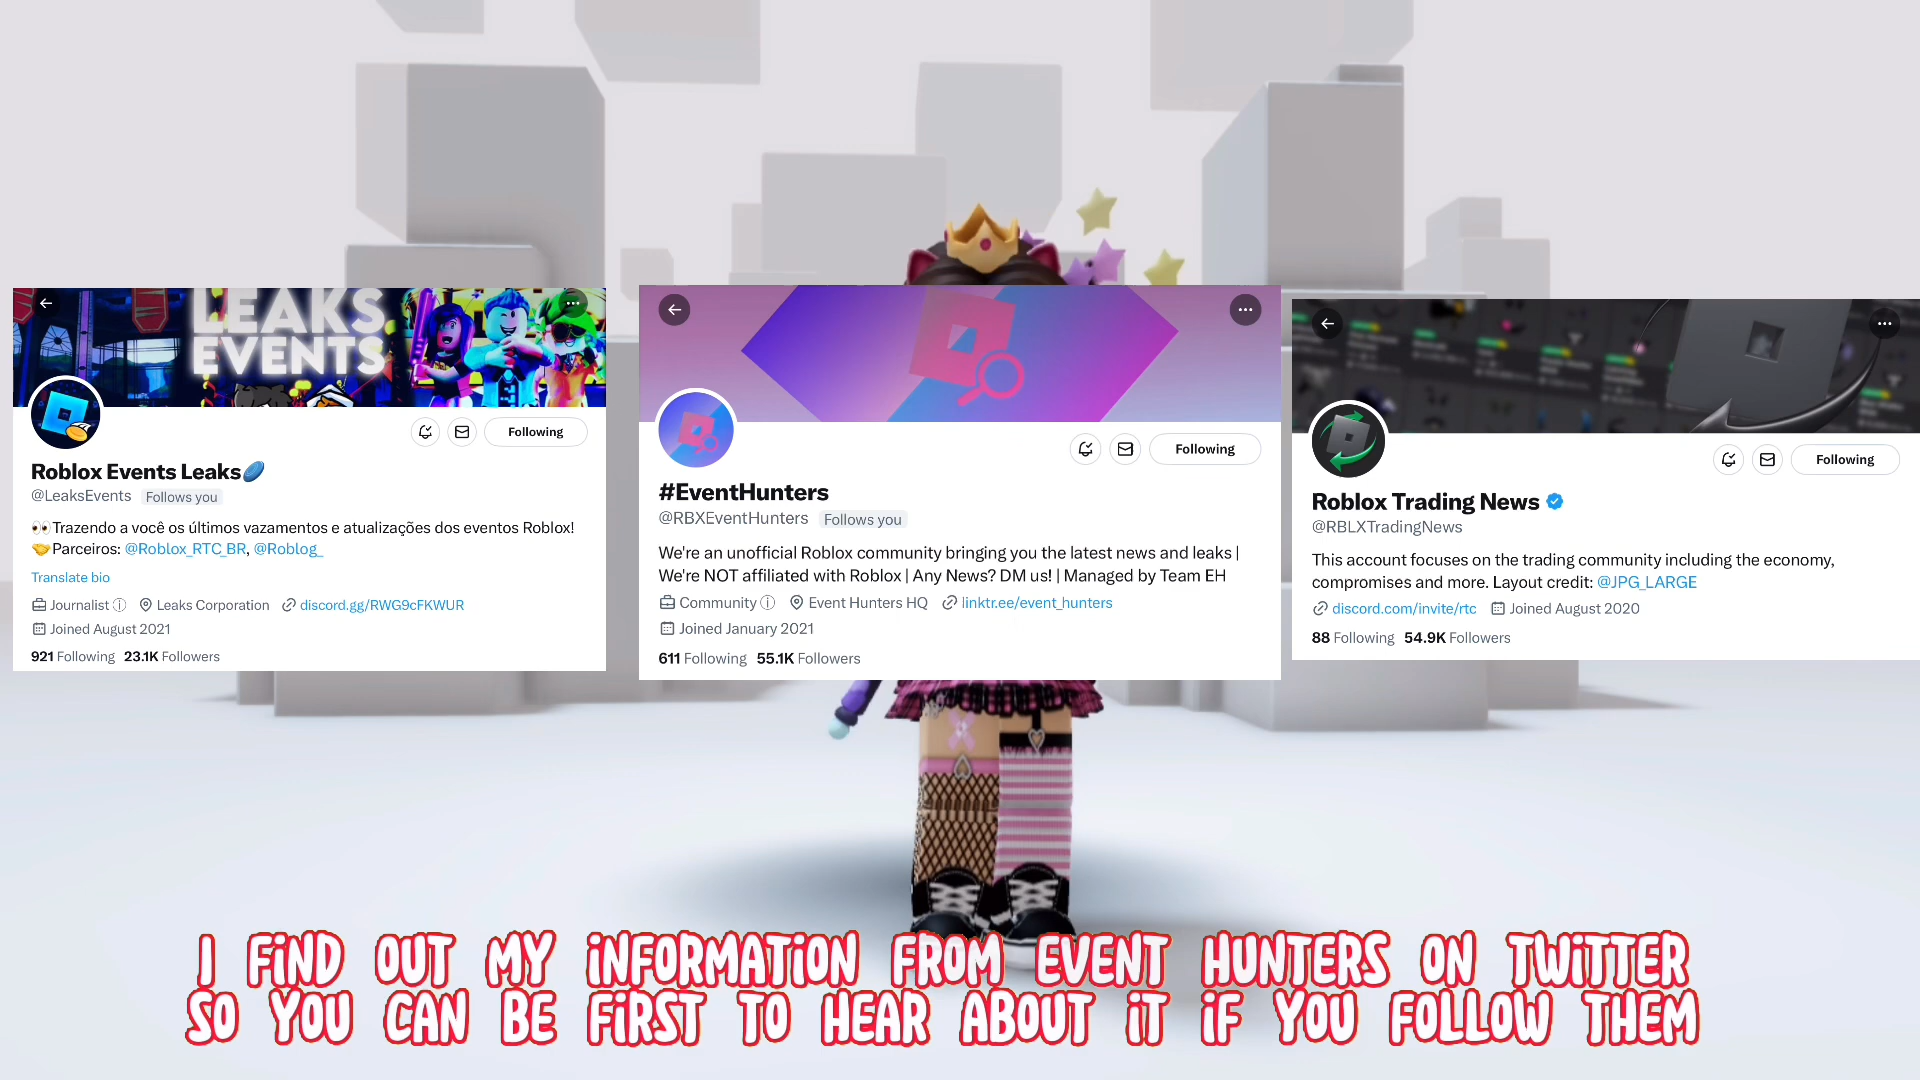 LEAKS
EVENTS
Following
Roblox Events Leaks
@LeaksEvents Follows you
👀Trazendo a você os últimos vazamentos e atualizações dos eventos Roblox!
🤝Parceiros: @Roblox_RTC_BR, @Roblog_
Translate bio
Journalist Leaks Corporation discord.gg/RWG9cFKWUR
Joined August 2021
921 Following 23.1K Followers
Following
#EventHunters
@RBXEventHunters Follows you
We're an unofficial Roblox community bringing you the latest news and leaks |
We're NOT affiliated with Roblox | Any News? DM us! | Managed by Team EH
Community Event Hunters HQ linktr.ee/event_hunters
Joined January 2021
611 Following 55.1K Followers
Following
Roblox Trading News
@RBLXTradingNews
This account focuses on the trading community including the economy,
compromises and more. Layout credit: @JPG_LARGE
discord.com/invite/rtc Joined August 2020
88 Following 54.9K Followers
I FIND OUT MY INFORMATION FROM EVENT HUNTERS ON TWITTER
SO YOU CAN BE FIRST TO HEAR ABOUT IT IF YOU FOLLOW THEM